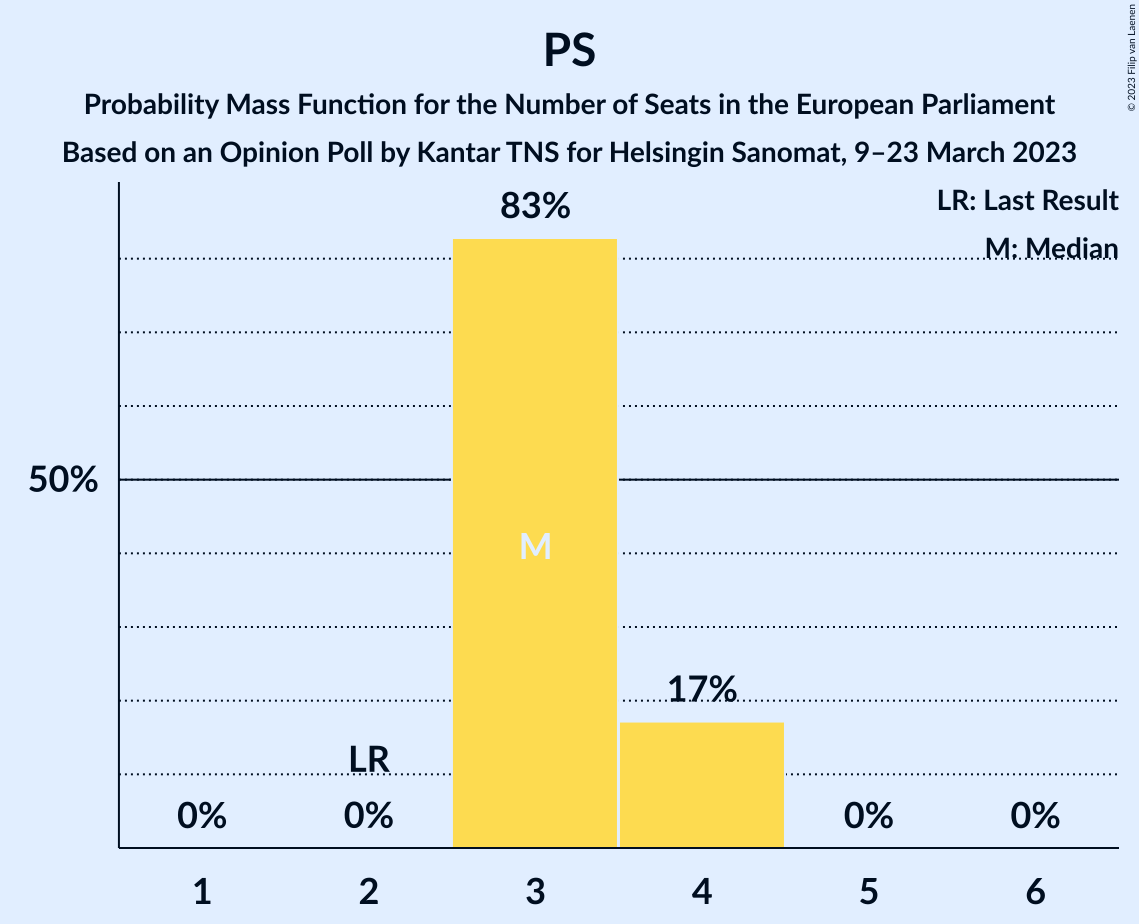 PS
Probability Mass Function for the Number of Seats in the European Parliament
Based on an Opinion Poll by Kantar TNS for Helsingin Sanomat, 9–23 March 2023
© 2023 Filip van Laenen
LR: Last Result
M: Median
83%
50%
M
17%
LR
0%
0%
0%
0%
1
2
3
4
5
6